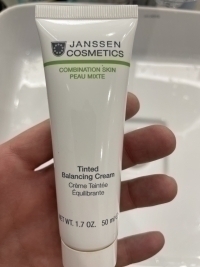 JANSSEN
COSMETICS
COMBINATION SKIN
PEAU MIXTE
Tinted
Balancing Cream
Crème Teintée
Équilibrante
NET WT. 1.7 OZ. 50 ml